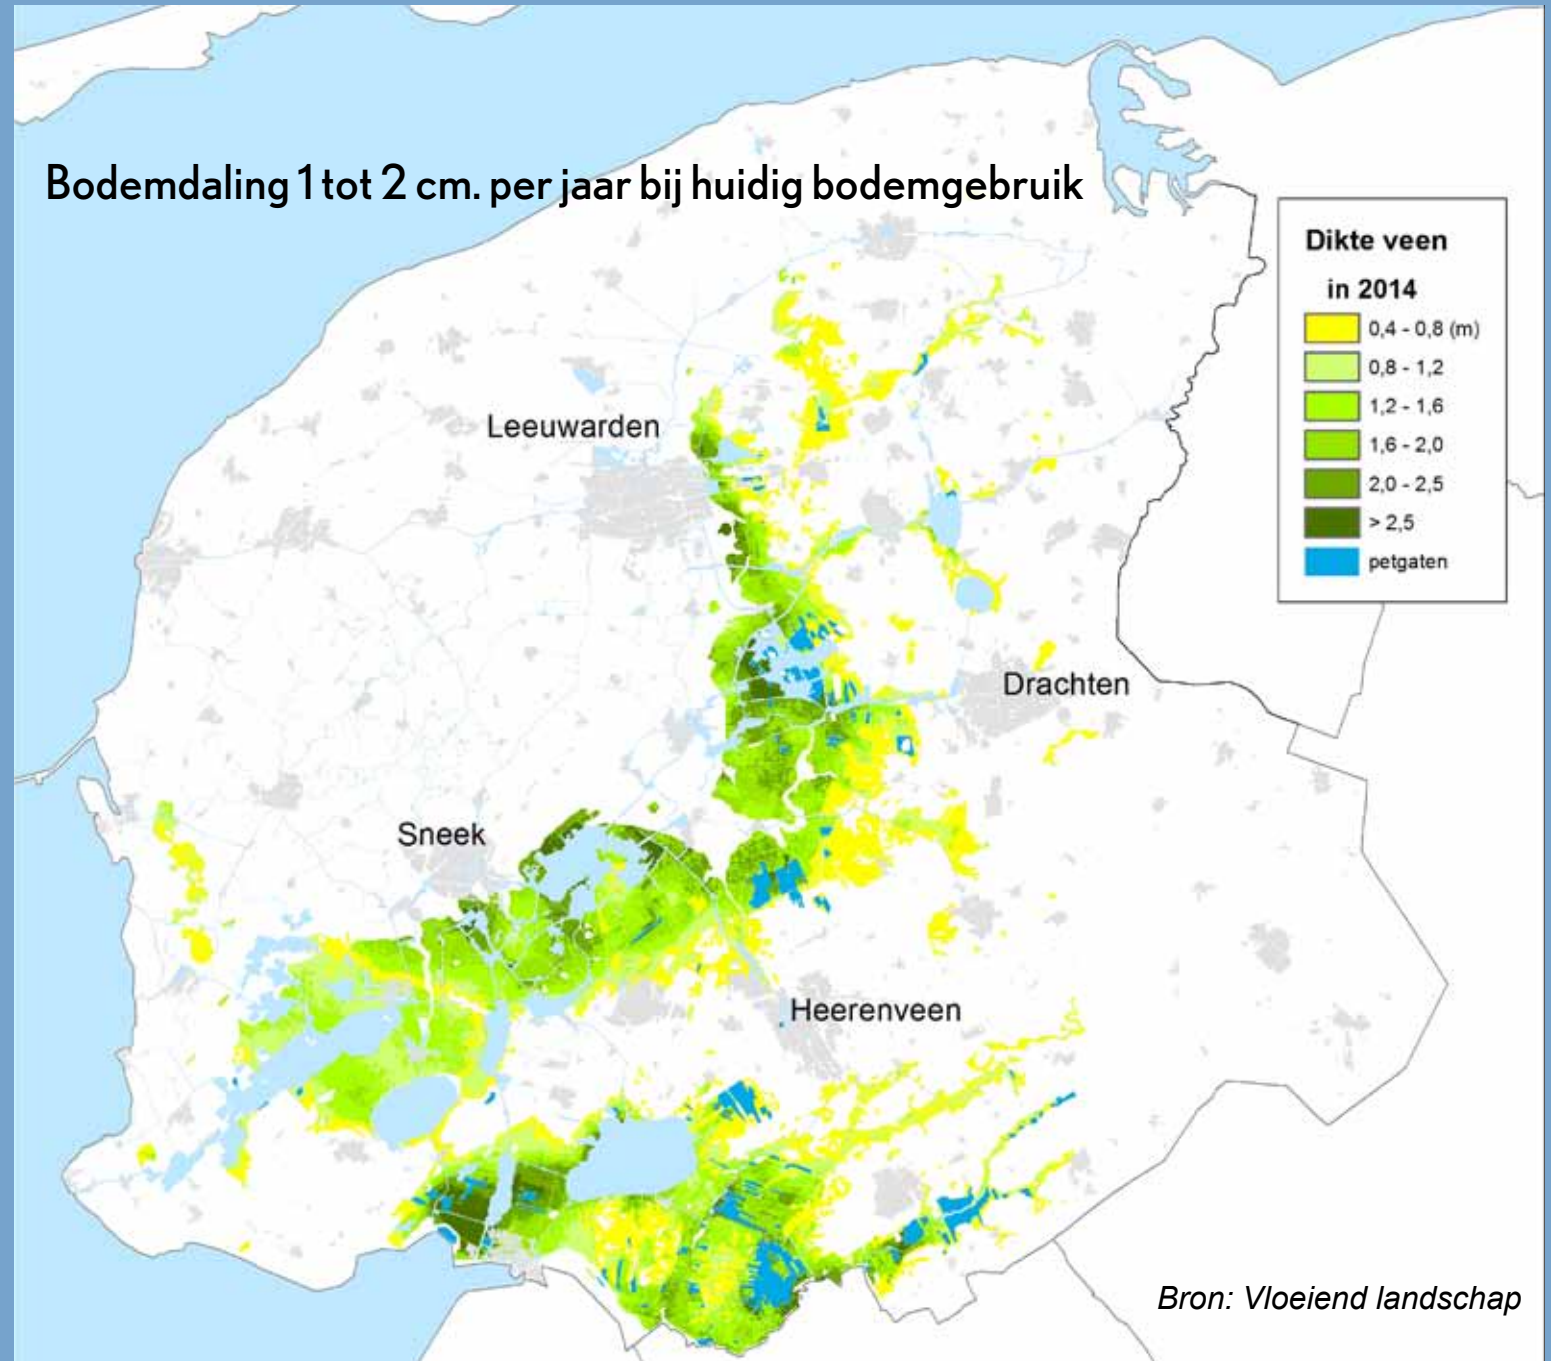 Bodemdaling 1 tot 2 cm. per jaar bij huidig bodemgebruik
Dikte veen
in 2014
0,4 - 0,8 (m)
0,8 - 1,2
1,2 - 1,6
1,6 - 2,0
2,0 - 2,5
> 2,5
petgaten
Leeuwarden
Drachten
Sneek
Heerenveen
Bron: Vloeiend landschap